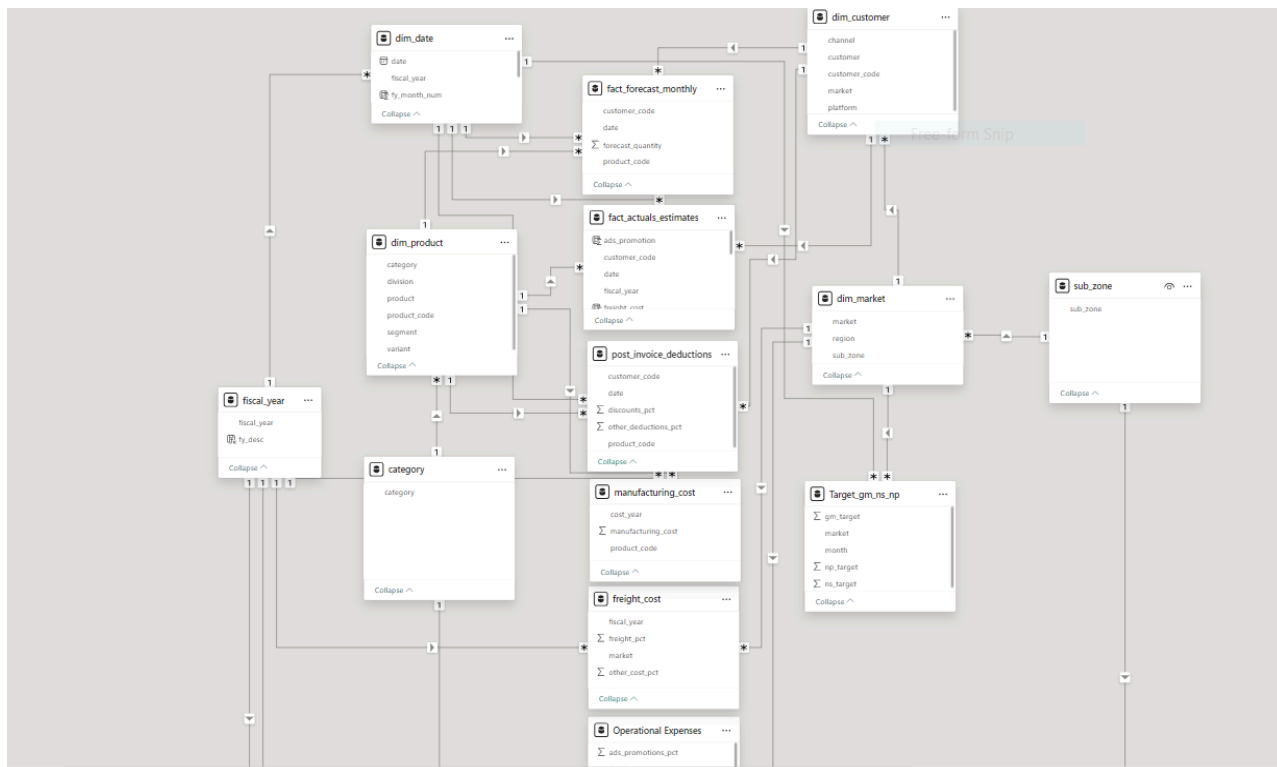 dim_date
date
fiscal_year
fy_month_num
Collapse
fact_forecast_monthly
customer_code
date
forecast_quantity
product_code
Collapse
dim_customer
channel
customer
customer_code
market
platform
Collapse
Free-form Snip
dim_product
category
division
product
product_code
segment
variant
Collapse
fact_actuals_estimates
ads_promotion
customer_code
date
fiscal_year
freight_cost
Collapse
dim_market
market
region
sub_zone
Collapse
sub_zone
sub_zone
Collapse
post_invoice_deductions
customer_code
date
discounts_pct
other_deductions_pct
product_code
Collapse
fiscal_year
fiscal_year
fy_desc
Collapse
category
category
Collapse
manufacturing_cost
cost_year
manufacturing_cost
product_code
Collapse
Target_gm_ns_np
gm_target
market
month
np_target
ns_target
Collapse
freight_cost
fiscal_year
freight_pct
market
other_cost_pct
Collapse
Operational Expenses
ads_promotions_pct